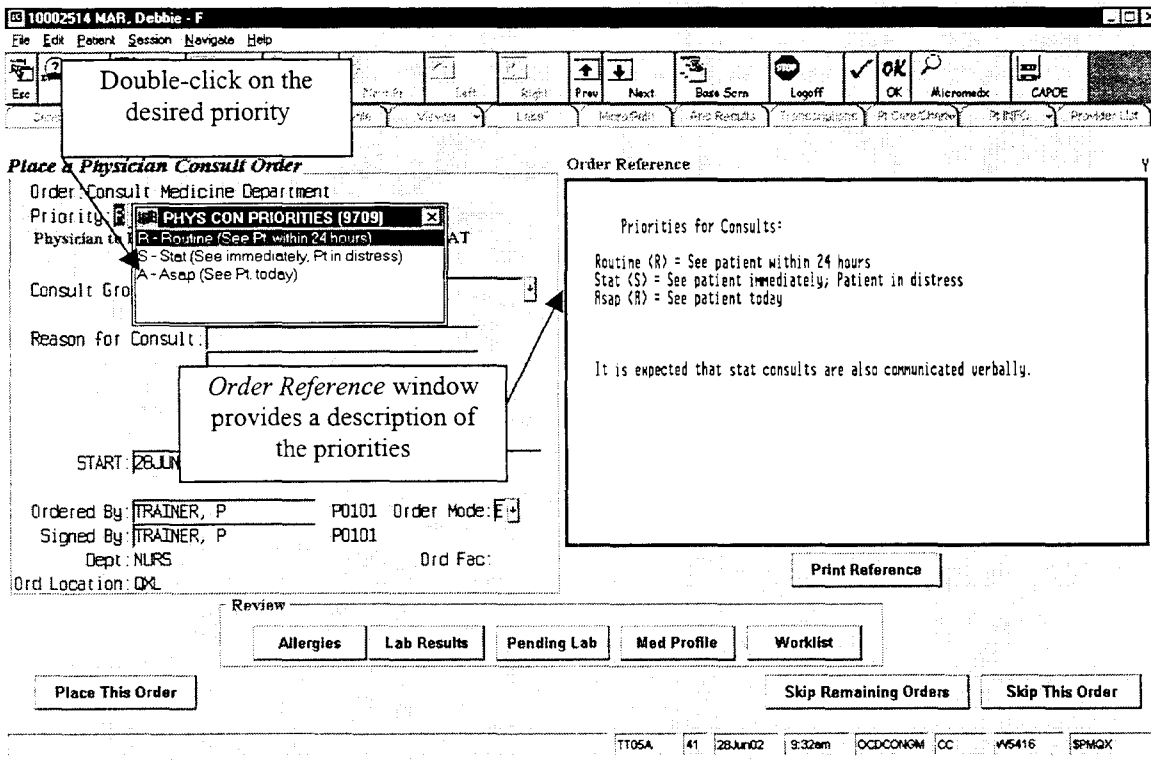 10002514 MAR, Debbie - F
File Edit Patient Session Navigate Help
Esc Left Right Prev Next Base Scrn Logoff OK OK Micromedx CAPOE
Double-click on the
desired priority
Provider List
Place a Physician Consult Order
Order: Consult Medicine Department
Priority:
PHYS CON PRIORITIES (9709)
R - Routine (See Pt. within 24 hours)
S - Stat (See immediately, Pt in distress)
A - Asap (See Pt. today)
Physician to
AT
Consult Gro
Reason for Consult:
Order Reference window
provides a description of
the priorities
START: 28JUN
Ordered By: TRAINER, P P0101 Order Mode: E
Signed By: TRAINER, P P0101
Dept: NURS Ord Fac:
Ord Location: QXL
Order Reference Y
Priorities for Consults:
Routine (R) = See patient within 24 hours
Stat (S) = See patient immediately; Patient in distress
Asap (A) = See patient today
It is expected that stat consults are also communicated verbally.
Print Reference
Review
Allergies Lab Results Pending Lab Med Profile Worklist
Place This Order Skip Remaining Orders Skip This Order
TT05A 41 28Jun02 9:32am OCDCONGM CC W5416 $PMQX